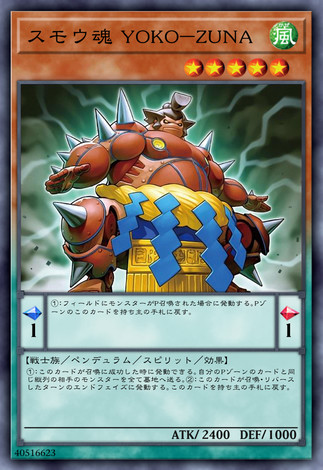 スモウ魂 YOKO-ZUNA
風
①:フィールドにモンスターがP召喚された場合に発動する。Pゾ
ーンのこのカードを持ち主の手札に戻す。
1
1
【戦士族/ペンデュラム/スピリット/効果】
①:このカードが召喚に成功した時に発動できる。自分のPゾーンのカードと同
じ縦列の相手のモンスターを全て墓地へ送る。②:このカードが召喚・リバース
したターンのエンドフェイズに発動する。このカードを持ち主の手札に戻す。
ATK/2400 DEF/1000
40516623